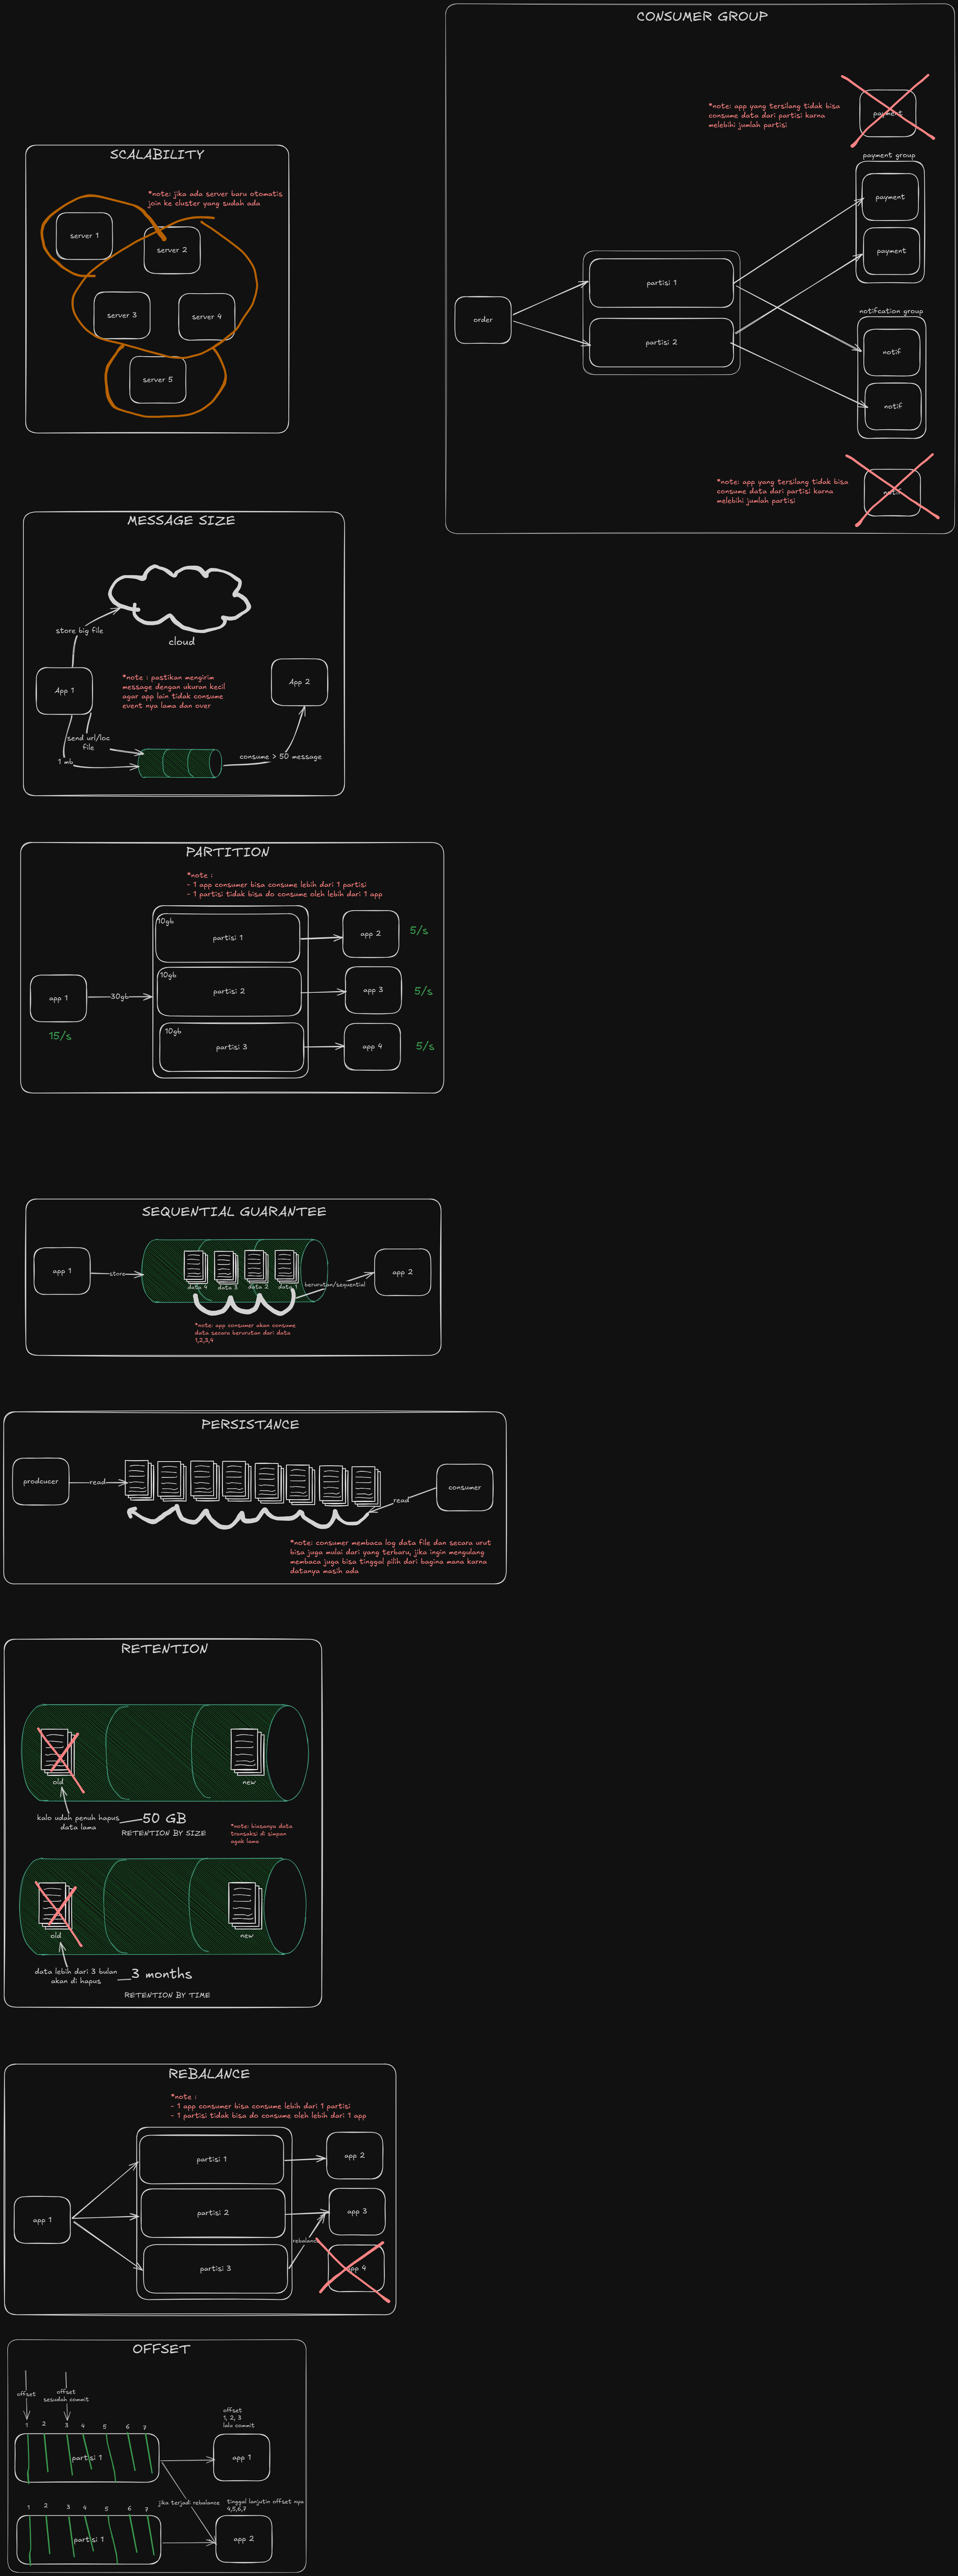 CONSUMER GROUP
*note: app yang tersilang tidak bisa
consume data dari partisi karna
melebihi jumlah partisi
payment
payment group
payment
payment
order
partisi 1
partisi 2
notifcation group
notif
notif
*note: app yang tersilang tidak bisa
consume data dari partisi karna
melebihi jumlah partisi
notif
SCALABILITY
*note: jika ada server baru otomatis
join ke cluster yang sudah ada
server 1
server 2
server 3
server 4
server 5
MESSAGE SIZE
store big file
cloud
App 1
*note : pastikan mengirim
message dengan ukuran kecil
agar app lain tidak consume
event nya lama dan over
App 2
send url/loc
file
1 mb
consume > 50 message
PARTITION
*note :
- 1 app consumer bisa consume lebih dari 1 partisi
- 1 partisi tidak bisa do consume oleh lebih dari 1 app
10gb
partisi 1
app 2
5/s
10gb
partisi 2
app 3
5/s
app 1
30gb
15/s
10gb
partisi 3
app 4
5/s
SEQUENTIAL GUARANTEE
app 1
store
data 4
data 3
data 2
data 1
berurutan/sequential
app 2
*note: app consumer akan consume
data secara berurutan dari data
1,2,3,4
PERSISTANCE
prodcucer
read
read
consumer
*note: consumer membaca log data file dan secara urut
bisa juga mulai dari yang terbaru, jika ingin mengulang
membaca juga bisa tinggal pilih dari bagina mana karna
datanya masih ada
RETENTION
old
new
kalo udah penuh hapus
data lama
50 GB
RETENTION BY SIZE
*note: biasanya data
transaksi di simpan
agak lama
old
new
data lebih dari 3 bulan
akan di hapus
3 months
RETENTION BY TIME
REBALANCE
*note :
- 1 app consumer bisa consume lebih dari 1 partisi
- 1 partisi tidak bisa do consume oleh lebih dari 1 app
partisi 1
app 2
app 1
partisi 2
app 3
rebalance
partisi 3
app 4
OFFSET
offset
offset
sesudah commit
1 2 3 4 5 6 7
partisi 1
offset
1, 2, 3
lalu commit
app 1
jika terjadi rebalance
tinggal lanjutin offset nya
4,5,6,7
1 2 3 4 5 6 7
partisi 1
app 2